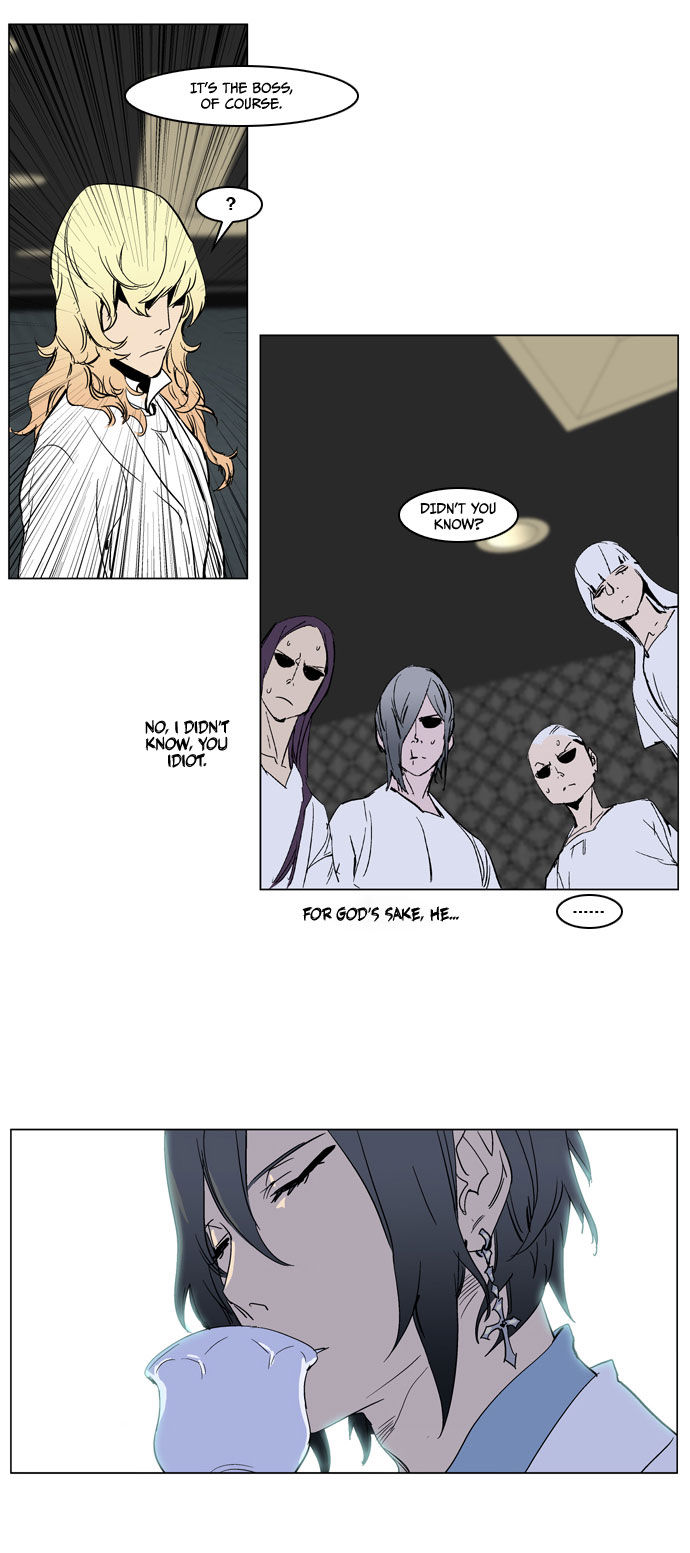 IT'S THE BOSS,
OF COURSE.
?
DIDN'T YOU
KNOW?
NO, I DIDN'T
KNOW, YOU
IDIOT.
FOR GOD'S SAKE, HE...
------